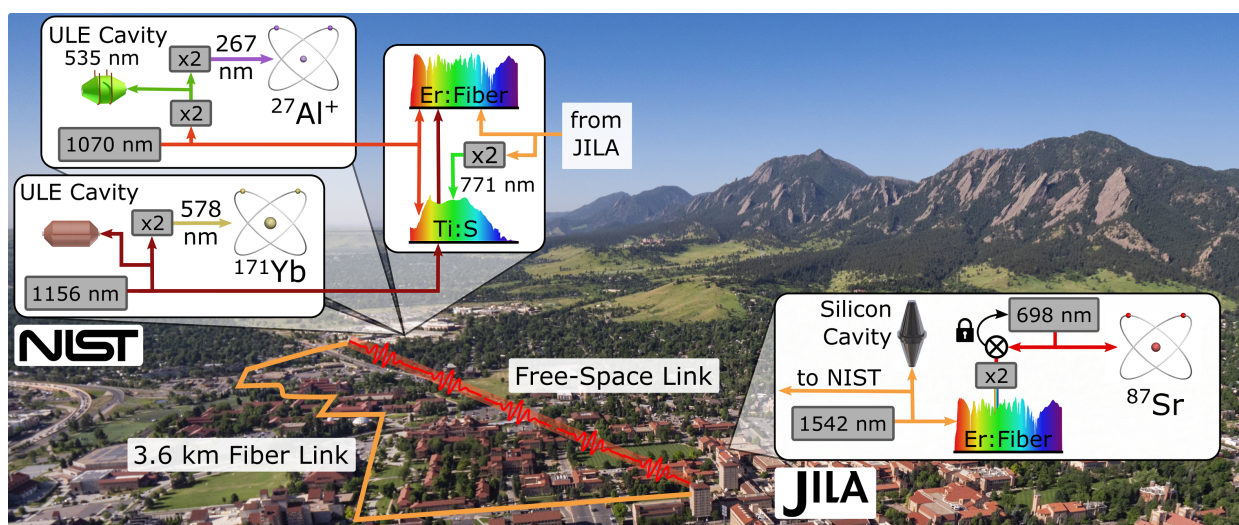 ULE Cavity
535 nm
x2
267
nm
²⁷Al⁺
x2
1070 nm
Er:Fiber
from
JILA
x2
771 nm
Ti:S
ULE Cavity
x2
578
nm
¹⁷¹Yb
1156 nm
NIST
Free-Space Link
3.6 km Fiber Link
Silicon
Cavity
698 nm
x2
to NIST
⁸⁷Sr
1542 nm
Er:Fiber
JILA